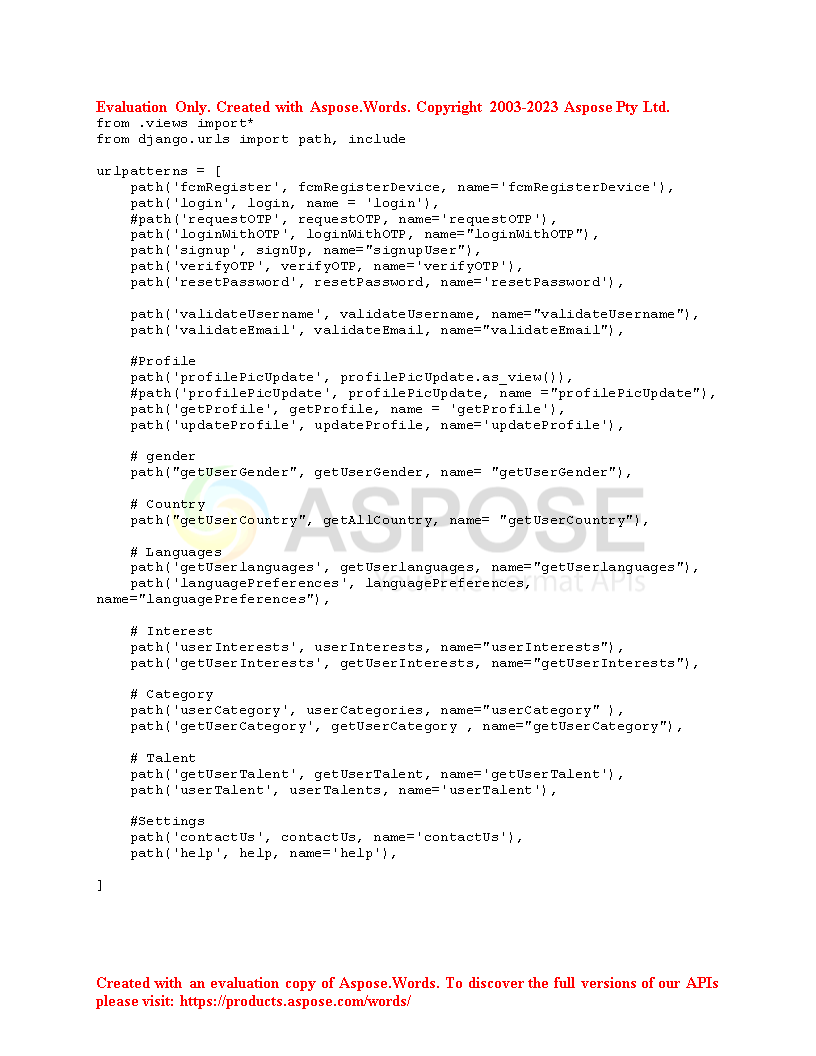 Evaluation Only. Created with Aspose.Words. Copyright 2003-2023 Aspose Pty Ltd.
from .views import*
from django.urls import path, include

urlpatterns = [
    path('fcmRegister', fcmRegisterDevice, name='fcmRegisterDevice'),
    path('login', login, name = 'login'),
    #path('requestOTP', requestOTP, name='requestOTP'),
    path('loginWithOTP', loginWithOTP, name="loginWithOTP"),
    path('signup', signUp, name="signupUser"),
    path('verifyOTP', verifyOTP, name='verifyOTP'),
    path('resetPassword', resetPassword, name='resetPassword'),

    path('validateUsername', validateUsername, name="validateUsername"),
    path('validateEmail', validateEmail, name="validateEmail"),

    #Profile
    path('profilePicUpdate', profilePicUpdate.as_view()),
    #path('profilePicUpdate', profilePicUpdate, name ="profilePicUpdate"),
    path('getProfile', getProfile, name = 'getProfile'),
    path('updateProfile', updateProfile, name='updateProfile'),

    # gender
    path("getUserGender", getUserGender, name= "getUserGender"),

    # Country
    path("getUserCountry", getAllCountry, name= "getUserCountry"),
ASPOSE

    # Languages
    path('getUserlanguages', getUserlanguages, name="getUserlanguages"),
    path('languagePreferences', languagePreferences,
name="languagePreferences"),
APIs

    # Interest
    path('userInterests', userInterests, name="userInterests"),
    path('getUserInterests', getUserInterests, name="getUserInterests"),

    # Category
    path('userCategory', userCategories, name="userCategory" ),
    path('getUserCategory', getUserCategory , name="getUserCategory"),

    # Talent
    path('getUserTalent', getUserTalent, name='getUserTalent'),
    path('userTalent', userTalents, name='userTalent'),

    #Settings
    path('contactUs', contactUs, name='contactUs'),
    path('help', help, name='help'),

]
Created with an evaluation copy of Aspose.Words. To discover the full versions of our APIs
please visit: https://products.aspose.com/words/